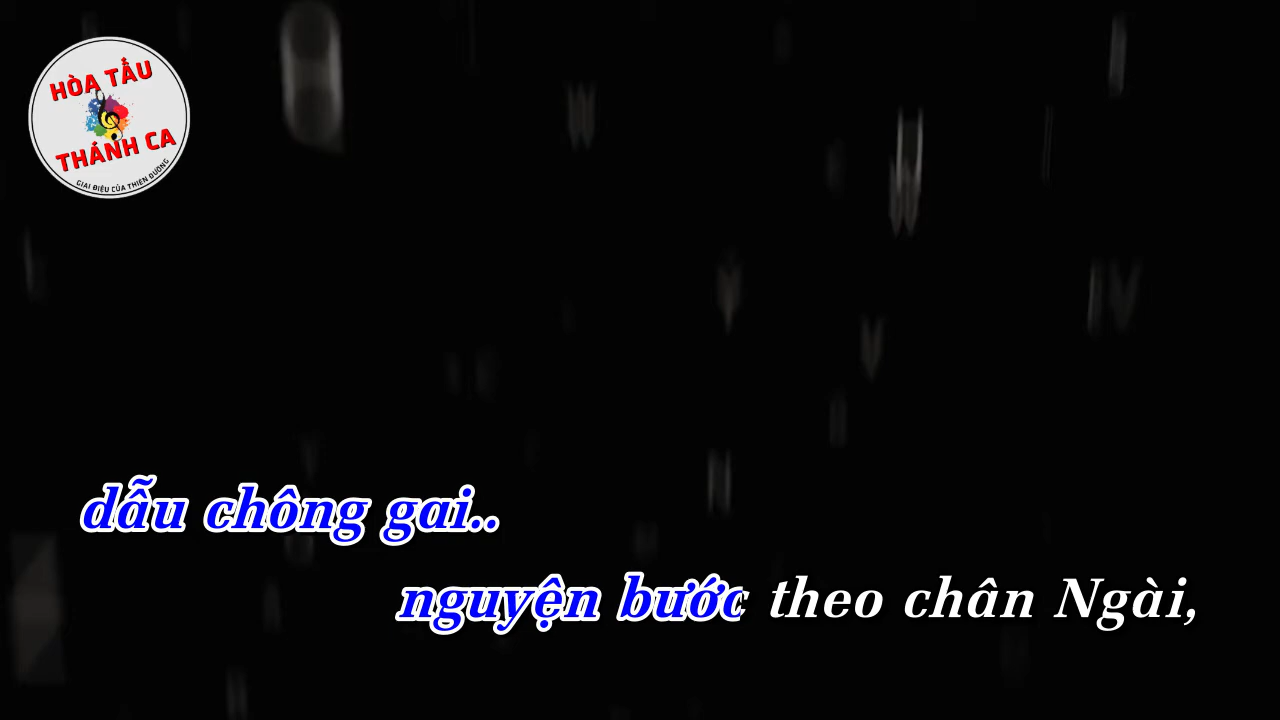 HÒA TẤU
THÁNH CA
GIAI ĐIỆU CỦA THIÊN ĐƯỜNG
dẫu chông gai..
nguyện bước theo chân Ngài,